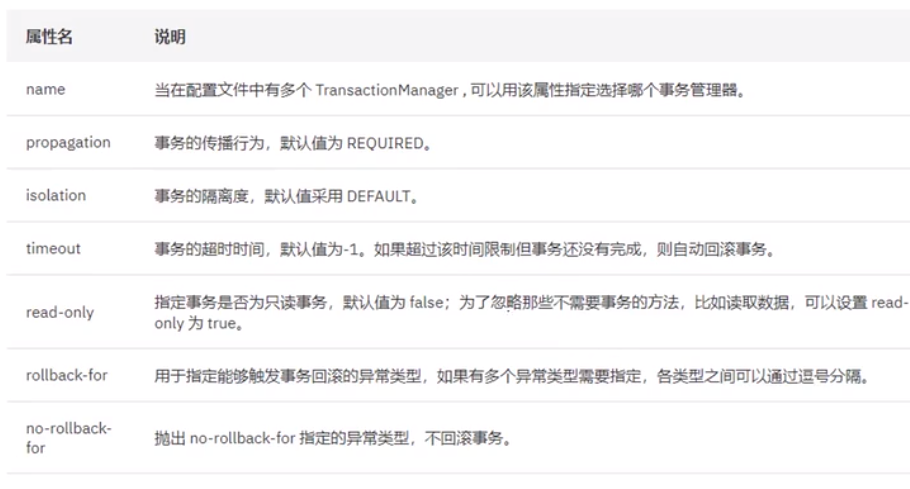 属性名 说明
name 当在配置文件中有多个 TransactionManager , 可以用该属性指定选择哪个事务管理器。
propagation 事务的传播行为，默认值为 REQUIRED。
isolation 事务的隔离度，默认值采用 DEFAULT。
timeout 事务的超时时间，默认值为-1。如果超过该时间限制但事务还没有完成，则自动回滚事务。
read-only 指定事务是否为只读事务，默认值为 false；为了忽略那些不需要事务的方法，比如读取数据，可以设置 read-
only 为 true。
rollback-for 用于指定能够触发事务回滚的异常类型，如果有多个异常类型需要指定，各类型之间可以通过逗号分隔。
no-rollback-
for 抛出 no-rollback-for 指定的异常类型，不回滚事务。